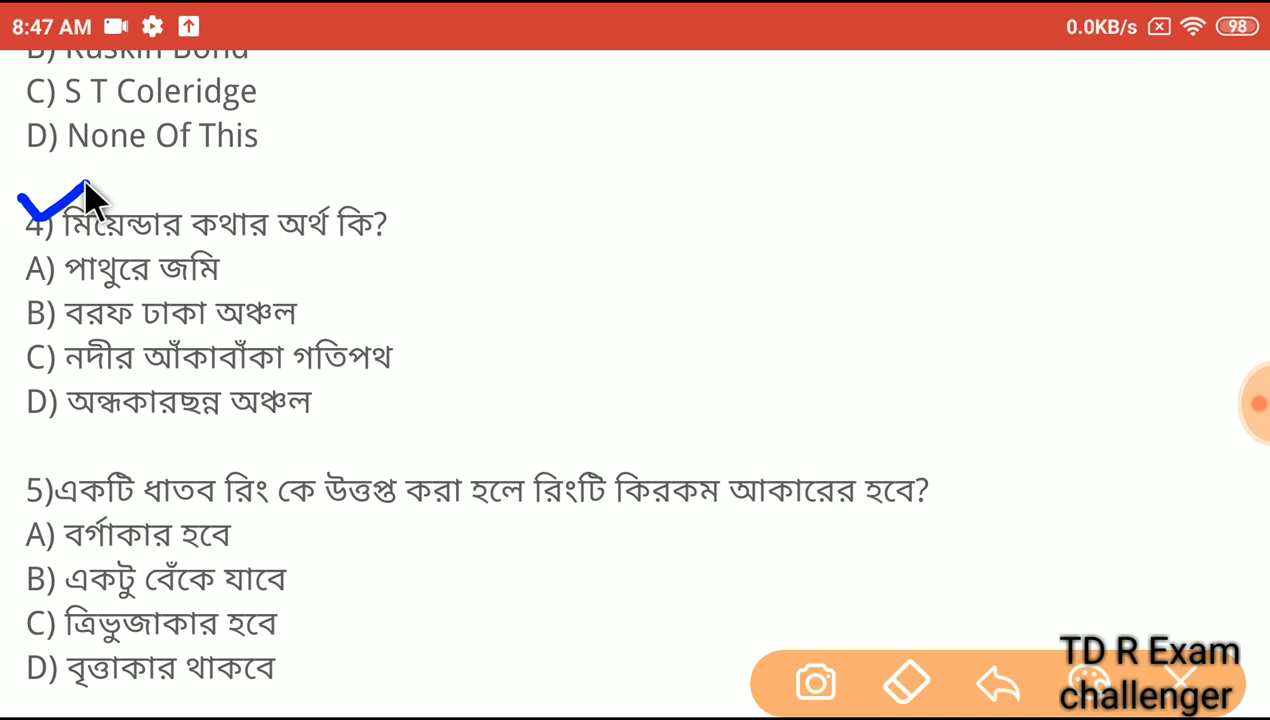 8:47 AM
0.0KB/s
98
B) Ruskin Bond
C) S T Coleridge
D) None Of This
4) মিয়েন্ডার কথার অর্থ কি?
A) পাথুরে জমি
B) বরফ ঢাকা অঞ্চল
C) নদীর আঁকাবাঁকা গতিপথ
D) অন্ধকারছন্ন অঞ্চল
5)একটি ধাতব রিং কে উত্তপ্ত করা হলে রিংটি কিরকম আকারের হবে?
A) বর্গাকার হবে
B) একটু বেঁকে যাবে
C) ত্রিভুজাকার হবে
D) বৃত্তাকার থাকবে
TD R Exam
challenger